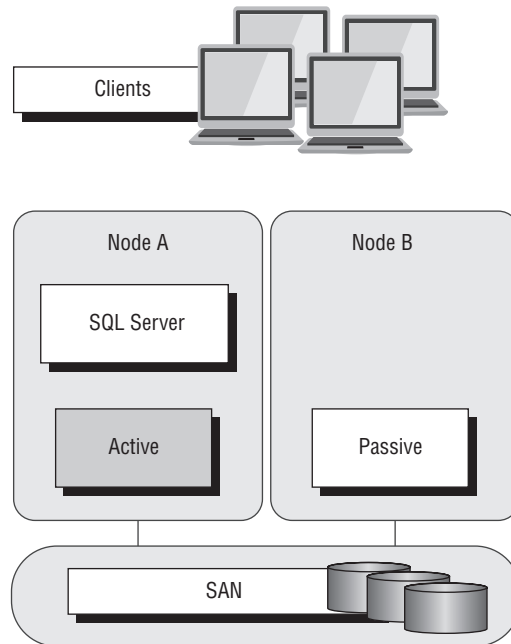 Clients
Node A
Node B
SQL Server
Active
Passive
SAN